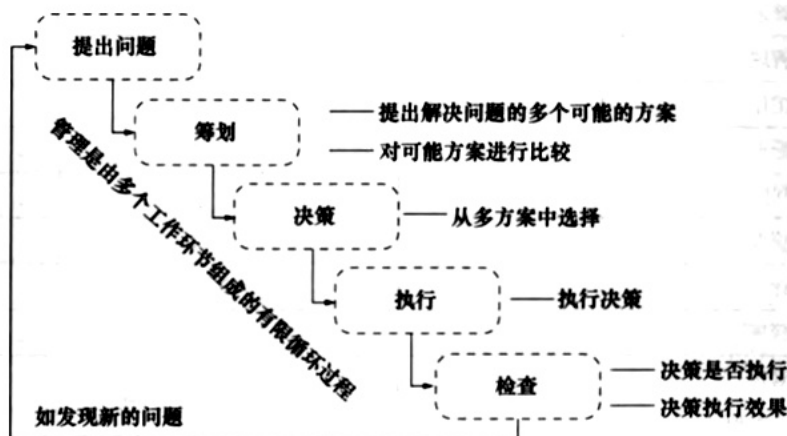 提出问题
筹划
提出解决问题的多个可能的方案
对可能方案进行比较
决策
从多方案中选择
执行
执行决策
检查
决策是否执行
决策执行效果
管理是由多个工作环节组成的有限循环过程
如发现新的问题